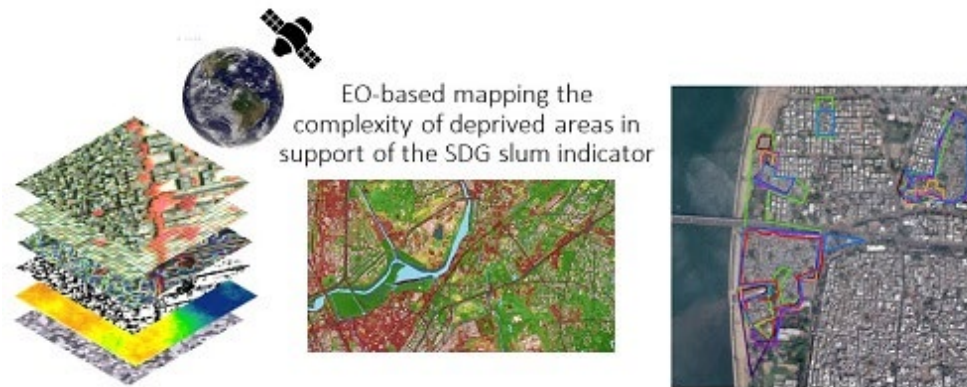 EO-based mapping the
complexity of deprived areas in
support of the SDG slum indicator